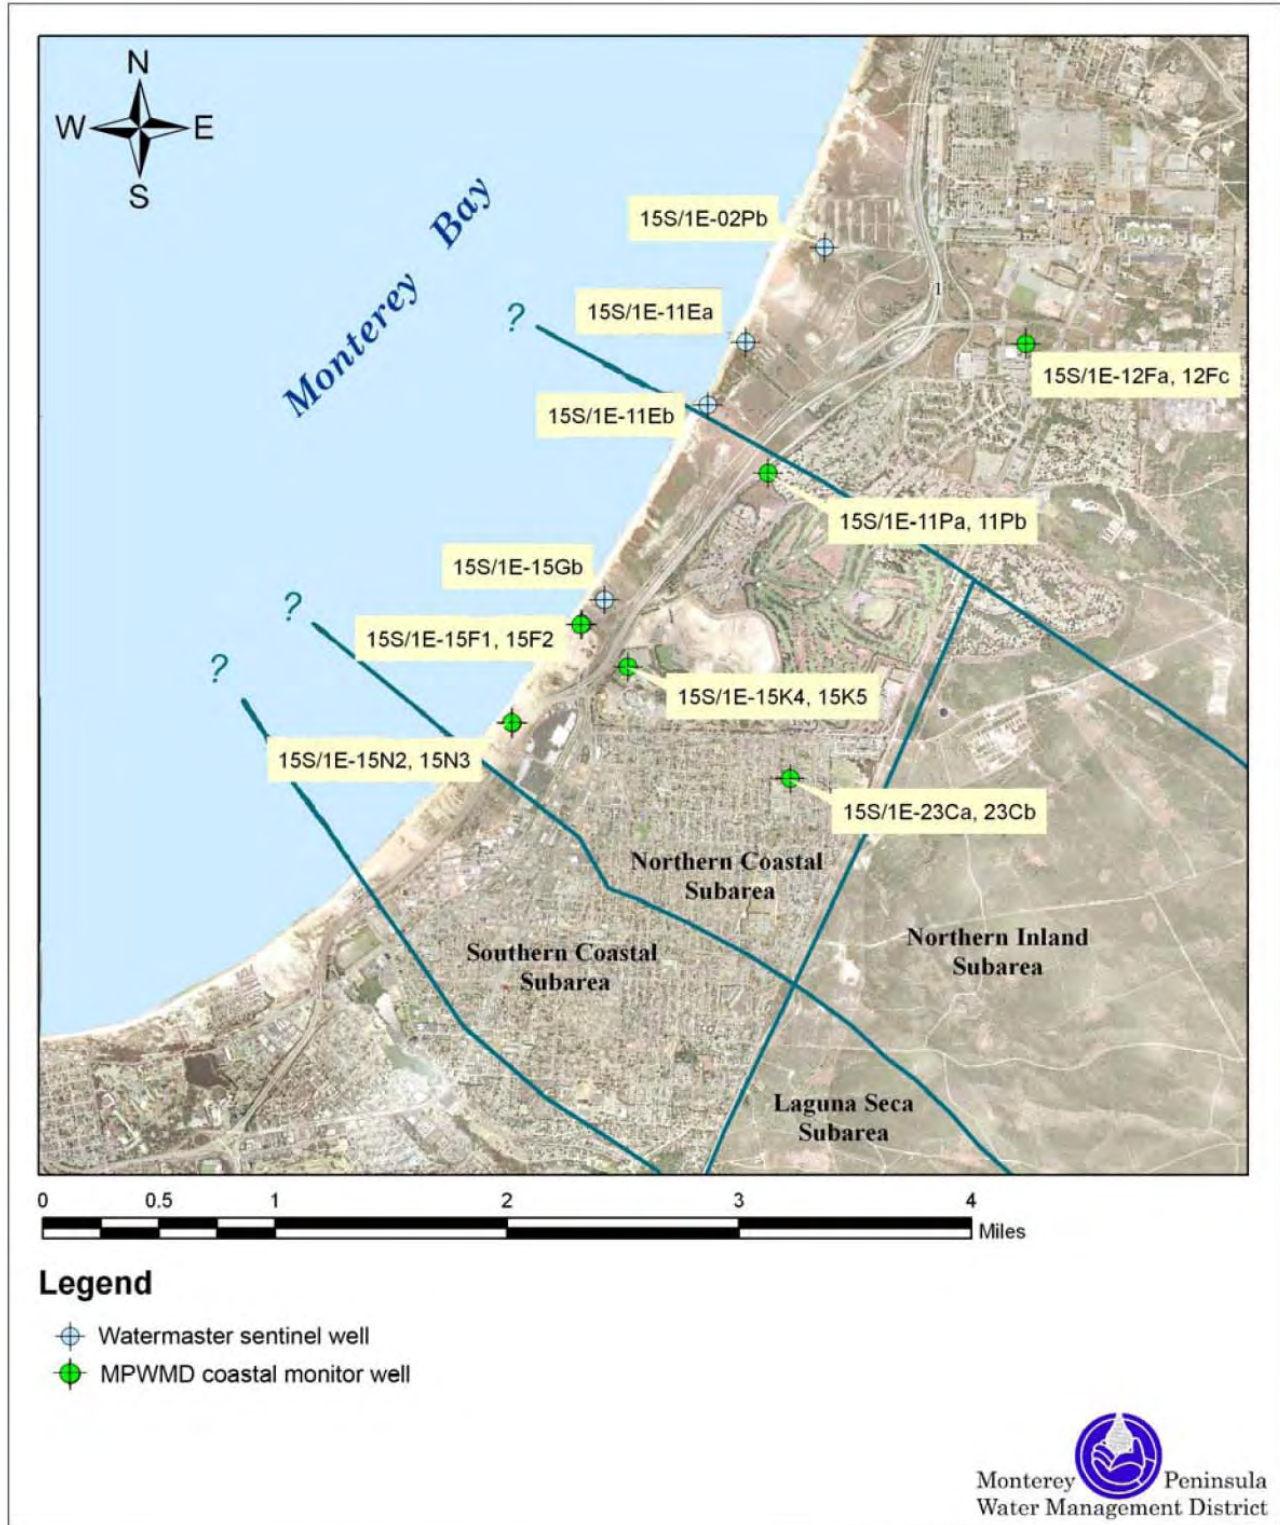 N
W E
S
Monterey Bay
15S/1E-02Pb
15S/1E-11Ea
?
1
15S/1E-12Fa, 12Fc
15S/1E-11Eb
15S/1E-11Pa, 11Pb
15S/1E-15Gb
?
15S/1E-15F1, 15F2
?
15S/1E-15K4, 15K5
15S/1E-15N2, 15N3
15S/1E-23Ca, 23Cb
Northern Coastal
Subarea
Southern Coastal
Subarea
Northern Inland
Subarea
Laguna Seca
Subarea
0 0.5 1 2 3 4
Miles
Legend
Watermaster sentinel well
MPWMD coastal monitor well
Monterey Peninsula
Water Management District